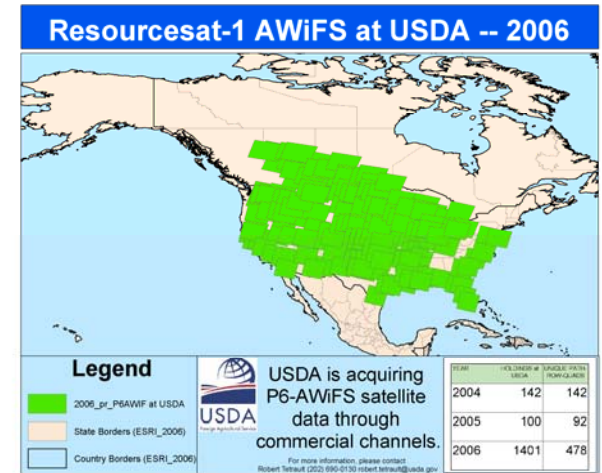 Resourcesat-1 AWiFS at USDA -- 2006
Legend
2006_pr_P6AWIF at USDA
State Borders (ESRI_2006)
Country Borders (ESRI_2006)
USDA
Foreign Agricultural Service
USDA is acquiring
P6-AWiFS satellite
data through
commercial channels.
For more information, please contact
Robert Tetrault (202) 690-0130 robert.tetrault@usda.gov
YEAR HOLDINGS at USDA UNIQUE PATH-ROW-QUADS
2004 142 142
2005 100 92
2006 1401 478